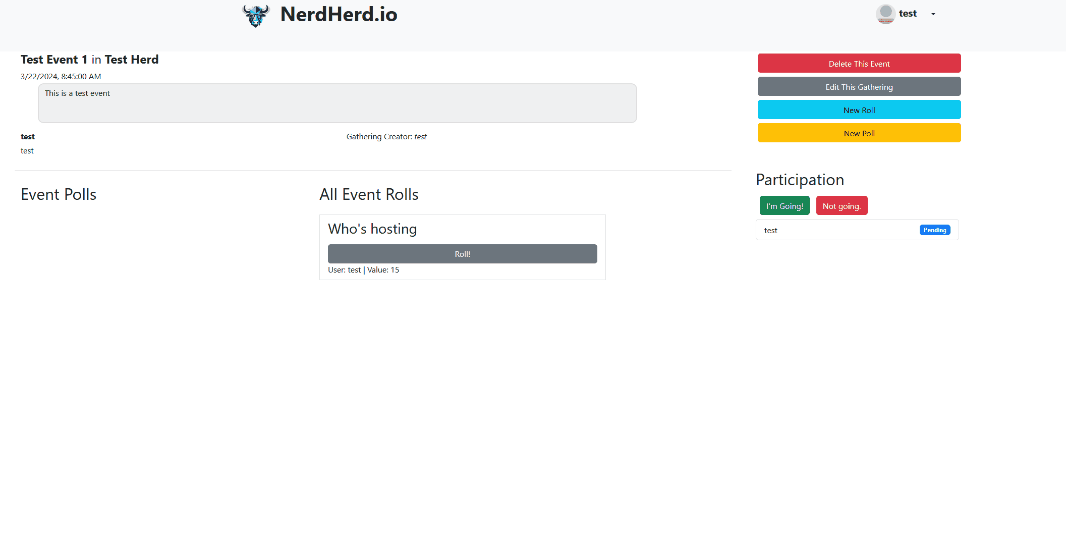 NerdHerd.io
test
Test Event 1 in Test Herd
3/22/2024, 8:45:00 AM
This is a test event
test
Gathering Creator: test
test
Event Polls
All Event Rolls
Who's hosting
Roll!
User: test | Value: 15
Delete This Event
Edit This Gathering
New Roll
New Poll
Participation
I'm Going!
Not going.
test
Pending